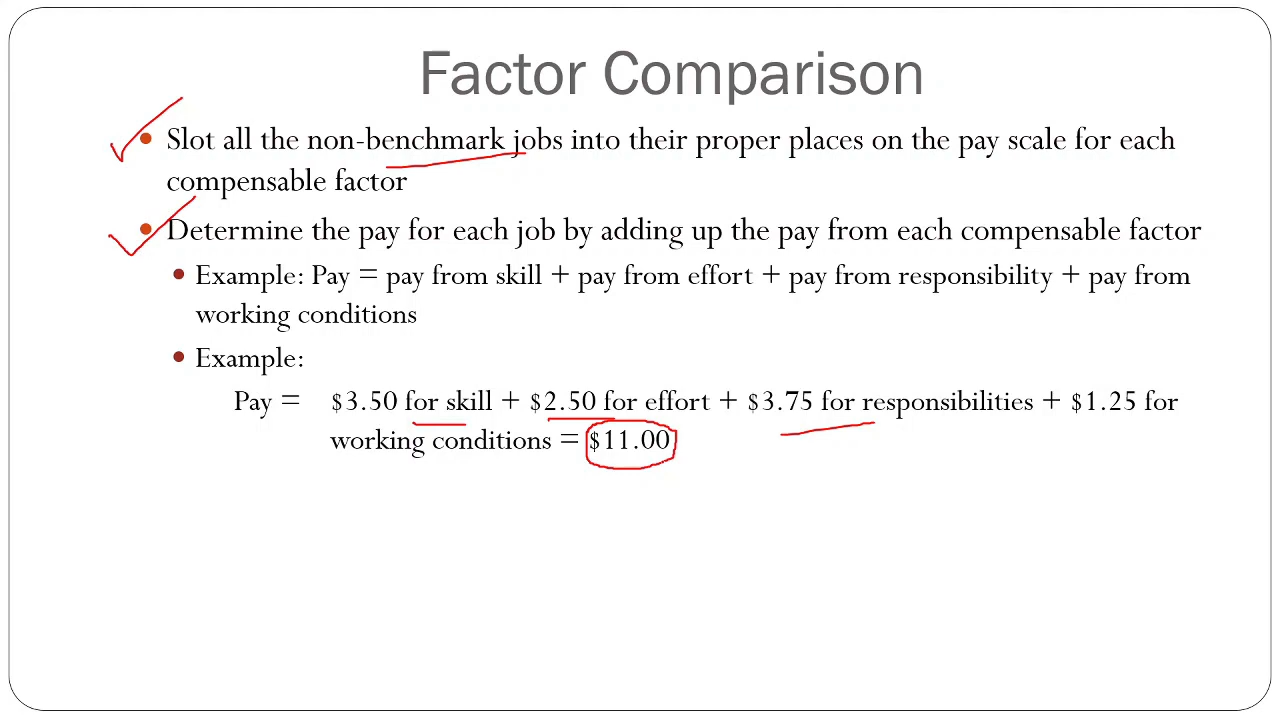 Factor Comparison
• Slot all the non-benchmark jobs into their proper places on the pay scale for each
compensable factor
• Determine the pay for each job by adding up the pay from each compensable factor
• Example: Pay = pay from skill + pay from effort + pay from responsibility + pay from
working conditions
• Example:
Pay = $3.50 for skill + $2.50 for effort + $3.75 for responsibilities + $1.25 for
working conditions = $11.00